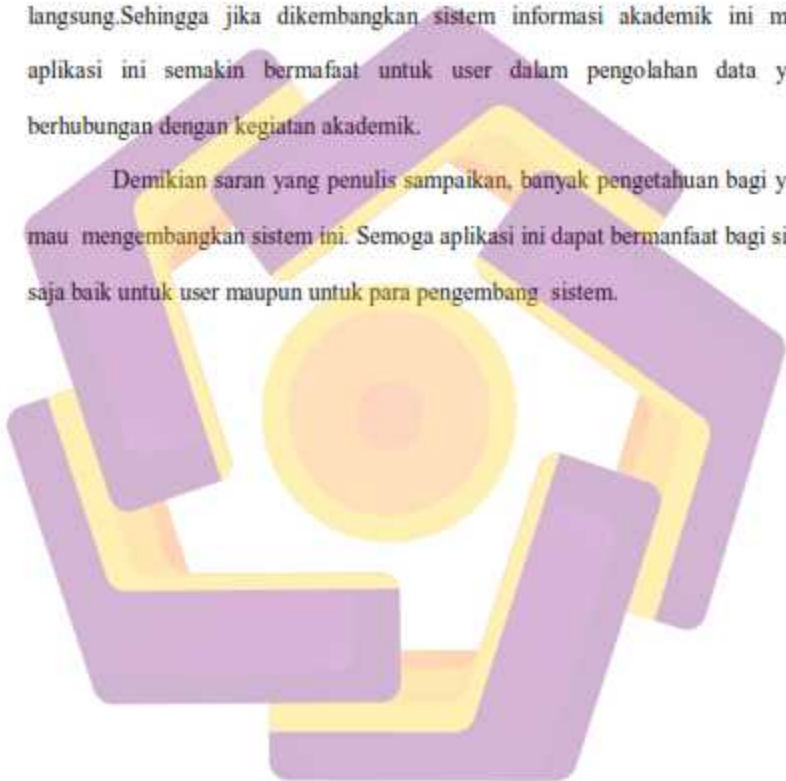 langsung.Sehingga jika dikembangkan sistem informasi akademik ini m
aplikasi ini semakin bermafaat untuk user dalam pengolahan data y
berhubungan dengan kegiatan akademik.
Demikian saran yang penulis sampaikan, banyak pengetahuan bagi y
mau mengembangkan sistem ini. Semoga aplikasi ini dapat bermanfaat bagi si
saja baik untuk user maupun untuk para pengembang sistem.